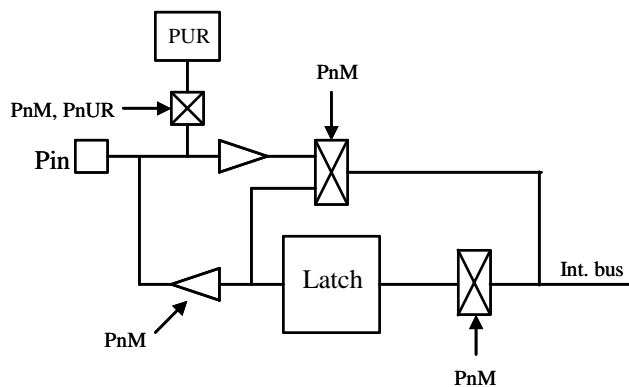 PUR
PnM
PnM, PnUR
Pin
Latch
Int. bus
PnM
PnM